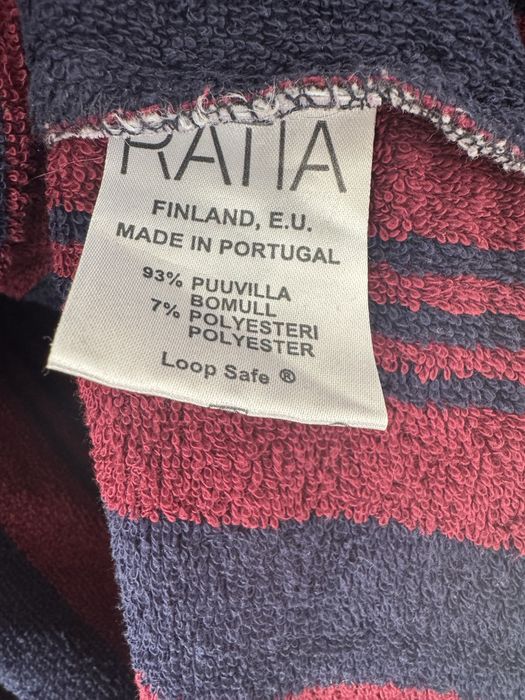 RATIA
FINLAND, E.U.
MADE IN PORTUGAL
93% PUUVILLA
BOMULL
7% POLYESTERI
POLYESTER
Loop Safe ®